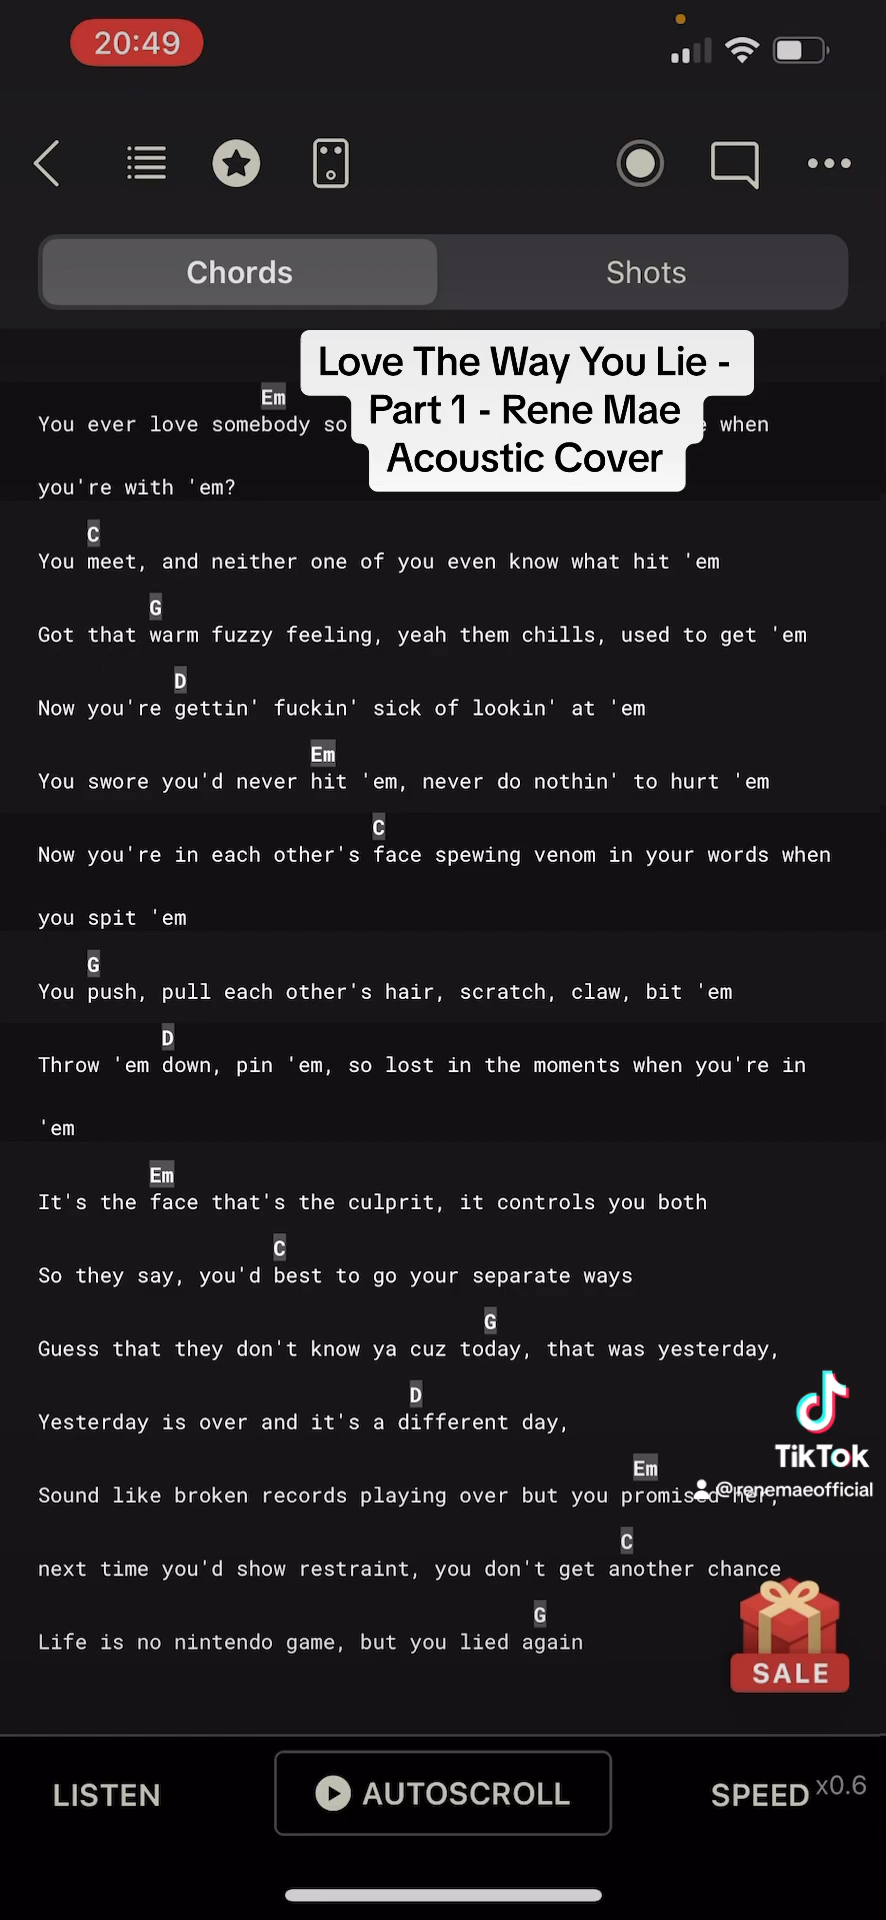 20:49
Chords
Shots
Love The Way You Lie -
Part 1 - Rene Mae
Acoustic Cover
Em
You ever love somebody so when
you're with 'em?
C
You meet, and neither one of you even know what hit 'em
G
Got that warm fuzzy feeling, yeah them chills, used to get 'em
D
Now you're gettin' fuckin' sick of lookin' at 'em
Em
You swore you'd never hit 'em, never do nothin' to hurt 'em
C
Now you're in each other's face spewing venom in your words when
you spit 'em
G
You push, pull each other's hair, scratch, claw, bit 'em
D
Throw 'em down, pin 'em, so lost in the moments when you're in
'em
Em
It's the face that's the culprit, it controls you both
C
So they say, you'd best to go your separate ways
G
Guess that they don't know ya cuz today, that was yesterday,
D
Yesterday is over and it's a different day,
TikTok
@renemaeofficial
Em
Sound like broken records playing over but you promised her,
C
next time you'd show restraint, you don't get another chance
G
Life is no nintendo game, but you lied again
SALE
LISTEN
AUTOSCROLL
SPEED x0.6